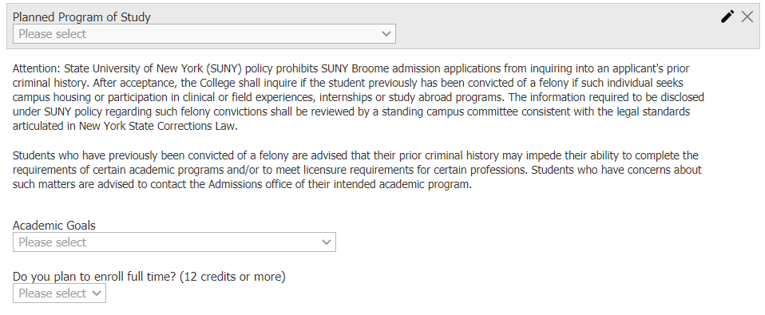 Planned Program of Study
Please select
Attention: State University of New York (SUNY) policy prohibits SUNY Broome admission applications from inquiring into an applicant's prior
criminal history. After acceptance, the College shall inquire if the student previously has been convicted of a felony if such individual seeks
campus housing or participation in clinical or field experiences, internships or study abroad programs. The information required to be disclosed
under SUNY policy regarding such felony convictions shall be reviewed by a standing campus committee consistent with the legal standards
articulated in New York State Corrections Law.
Students who have previously been convicted of a felony are advised that their prior criminal history may impede their ability to complete the
requirements of certain academic programs and/or to meet licensure requirements for certain professions. Students who have concerns about
such matters are advised to contact the Admissions office of their intended academic program.
Academic Goals
Please select
Do you plan to enroll full time? (12 credits or more)
Please select